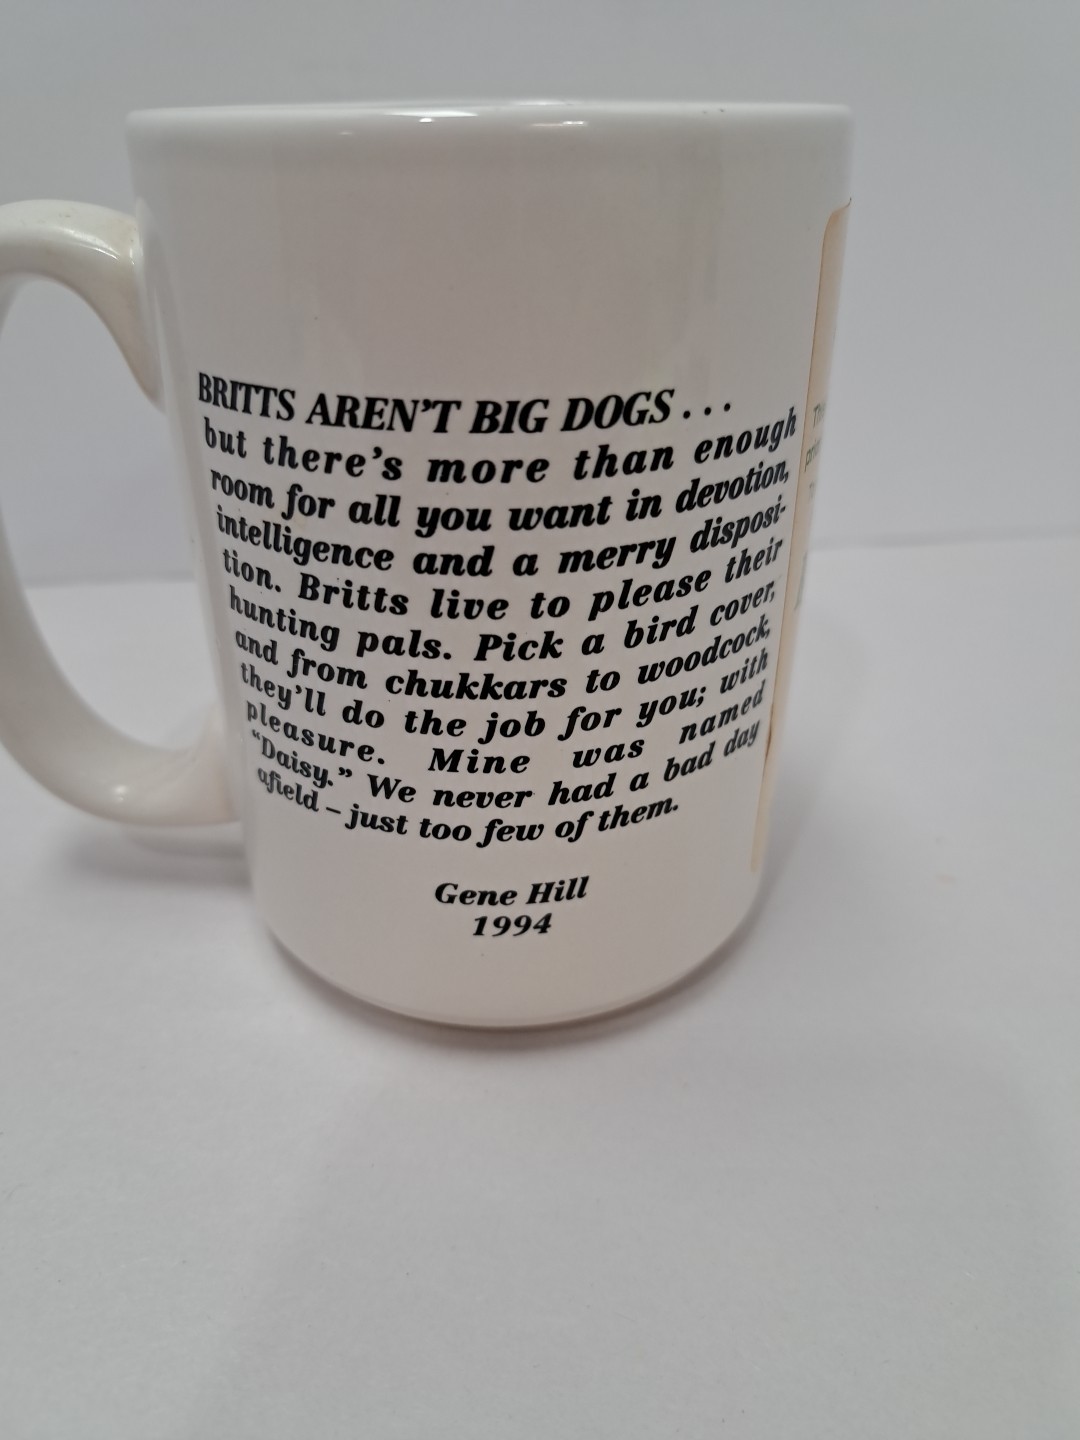 BRITTS AREN'T BIG DOGS . . .
but there's more than enough
room for all you want in devotion,
intelligence and a merry disposi-
tion. Britts live to please their
hunting pals. Pick a bird cover,
and from chukkars to woodcock,
they'll do the job for you; with
pleasure. Mine was named
"Daisy." We never had a bad day
afield – just too few of them.
Gene Hill
1994